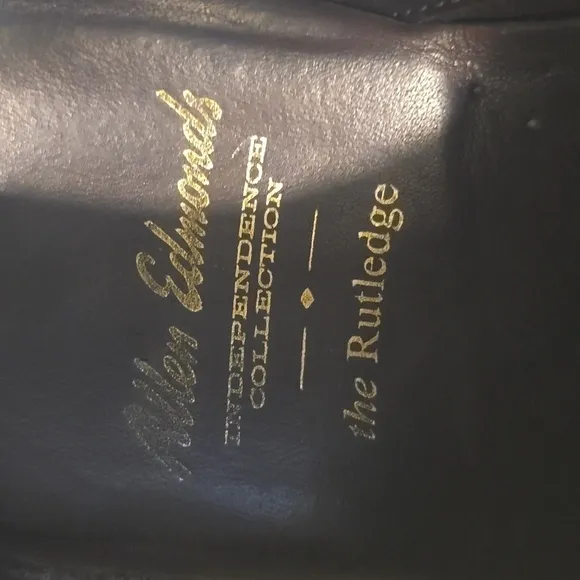 Allen Edmonds
INDEPENDENCE
COLLECTION
the Rutledge